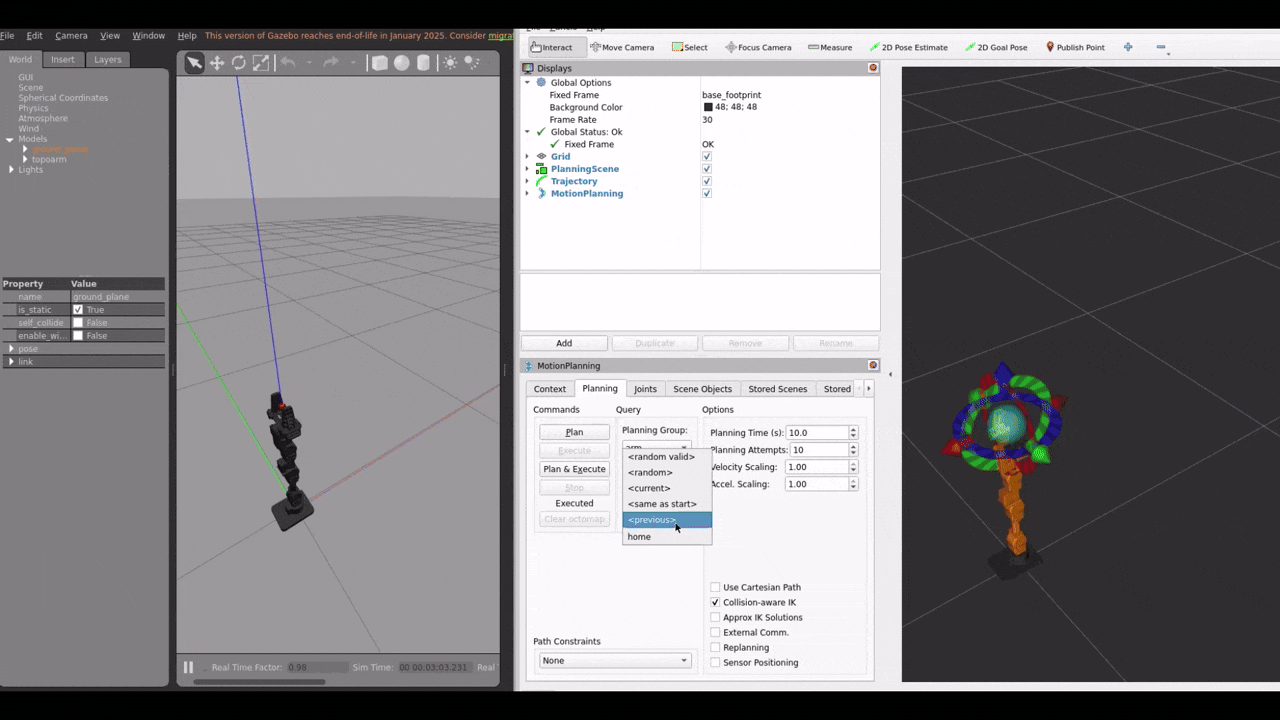 File Edit Camera View Window This version of Gazebo reaches end-of-life in January 2025. Consider
World Insert Layers
GUI
Scene
Spherical Coordinates
Physics
Atmosphere
Wind
Models
ground_plane
topoarm
Lights
Property Value
name ground_plane
is_static True
self_collide False
enable_wi... False
pose
link
Real Time Factor: 0.98 Sim Time: 00 00:03:03.231 Real
Interact Move Camera Select Focus Camera Measure 2D Pose Estimate 2D Goal Pose Publish Point
Displays
Global Options
Fixed Frame base_footprint
Background Color 48; 48; 48
Frame Rate 30
Global Status: Ok
Fixed Frame OK
Grid
PlanningScene
Trajectory
MotionPlanning
Add Duplicate Remove Rename
MotionPlanning
Context Planning Joints Scene Objects Stored Scenes Stored
Commands Query Options
Plan
Execute
Plan & Execute
Stop
Executed
Clear octomap
Planning Group:
<random valid>
<random>
<current>
<same as start>
<previous>
home
Planning Time (s): 10.0
Planning Attempts: 10
Velocity Scaling: 1.00
Accel. Scaling: 1.00
Use Cartesian Path
Collision-aware IK
Approx IK Solutions
External Comm.
Replanning
Sensor Positioning
Path Constraints
None